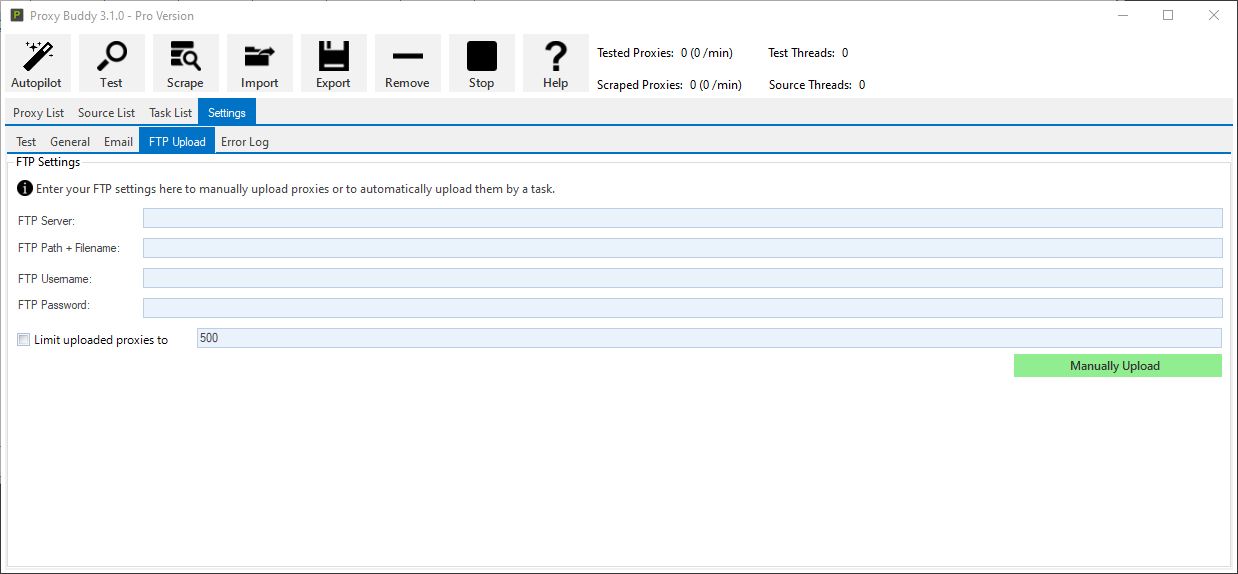 P Proxy Buddy 3.1.0 - Pro Version
Autopilot Test Scrape Import Export Remove Stop Help
Tested Proxies: 0 (0 /min) Test Threads: 0
Scraped Proxies: 0 (0 /min) Source Threads: 0
Proxy List Source List Task List Settings
Test General Email FTP Upload Error Log
FTP Settings
Enter your FTP settings here to manually upload proxies or to automatically upload them by a task.
FTP Server:
FTP Path + Filename:
FTP Username:
FTP Password:
Limit uploaded proxies to 500
Manually Upload